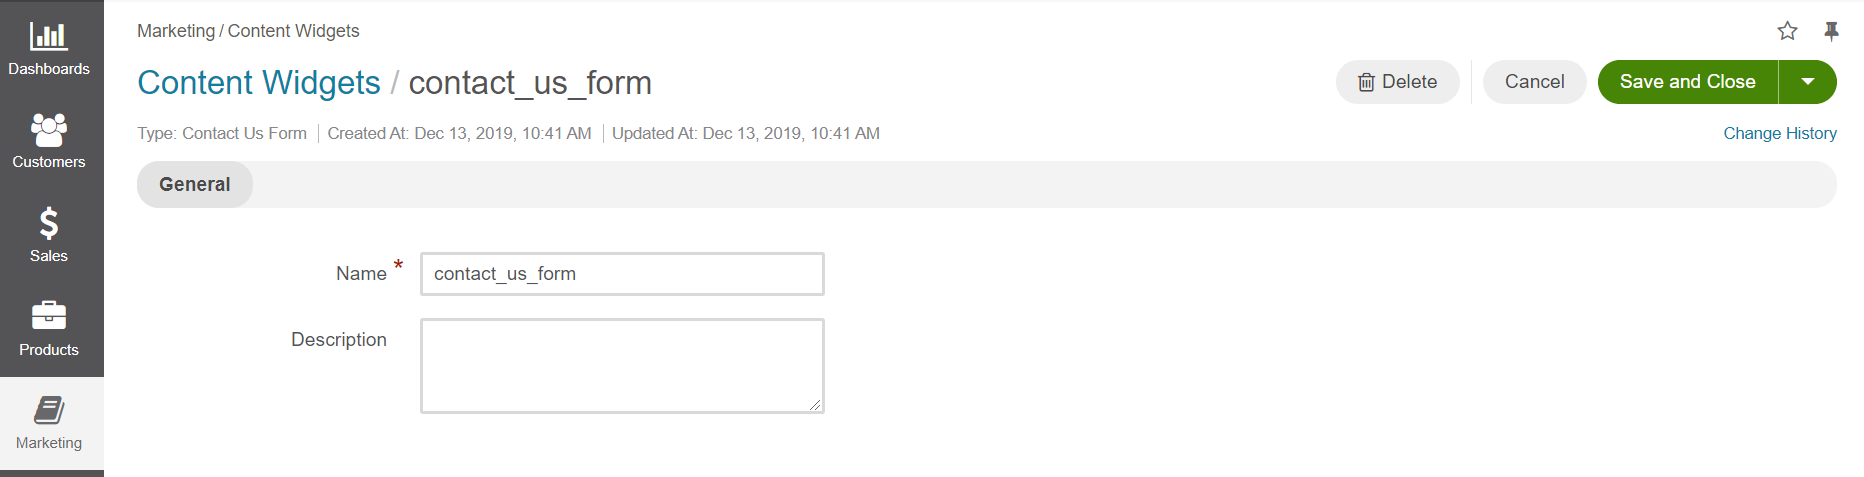 Dashboards
Customers
Sales
Products
Marketing
Marketing / Content Widgets
Content Widgets / contact_us_form
Delete
Cancel
Save and Close
Type: Contact Us Form | Created At: Dec 13, 2019, 10:41 AM | Updated At: Dec 13, 2019, 10:41 AM
Change History
General
Name * contact_us_form
Description